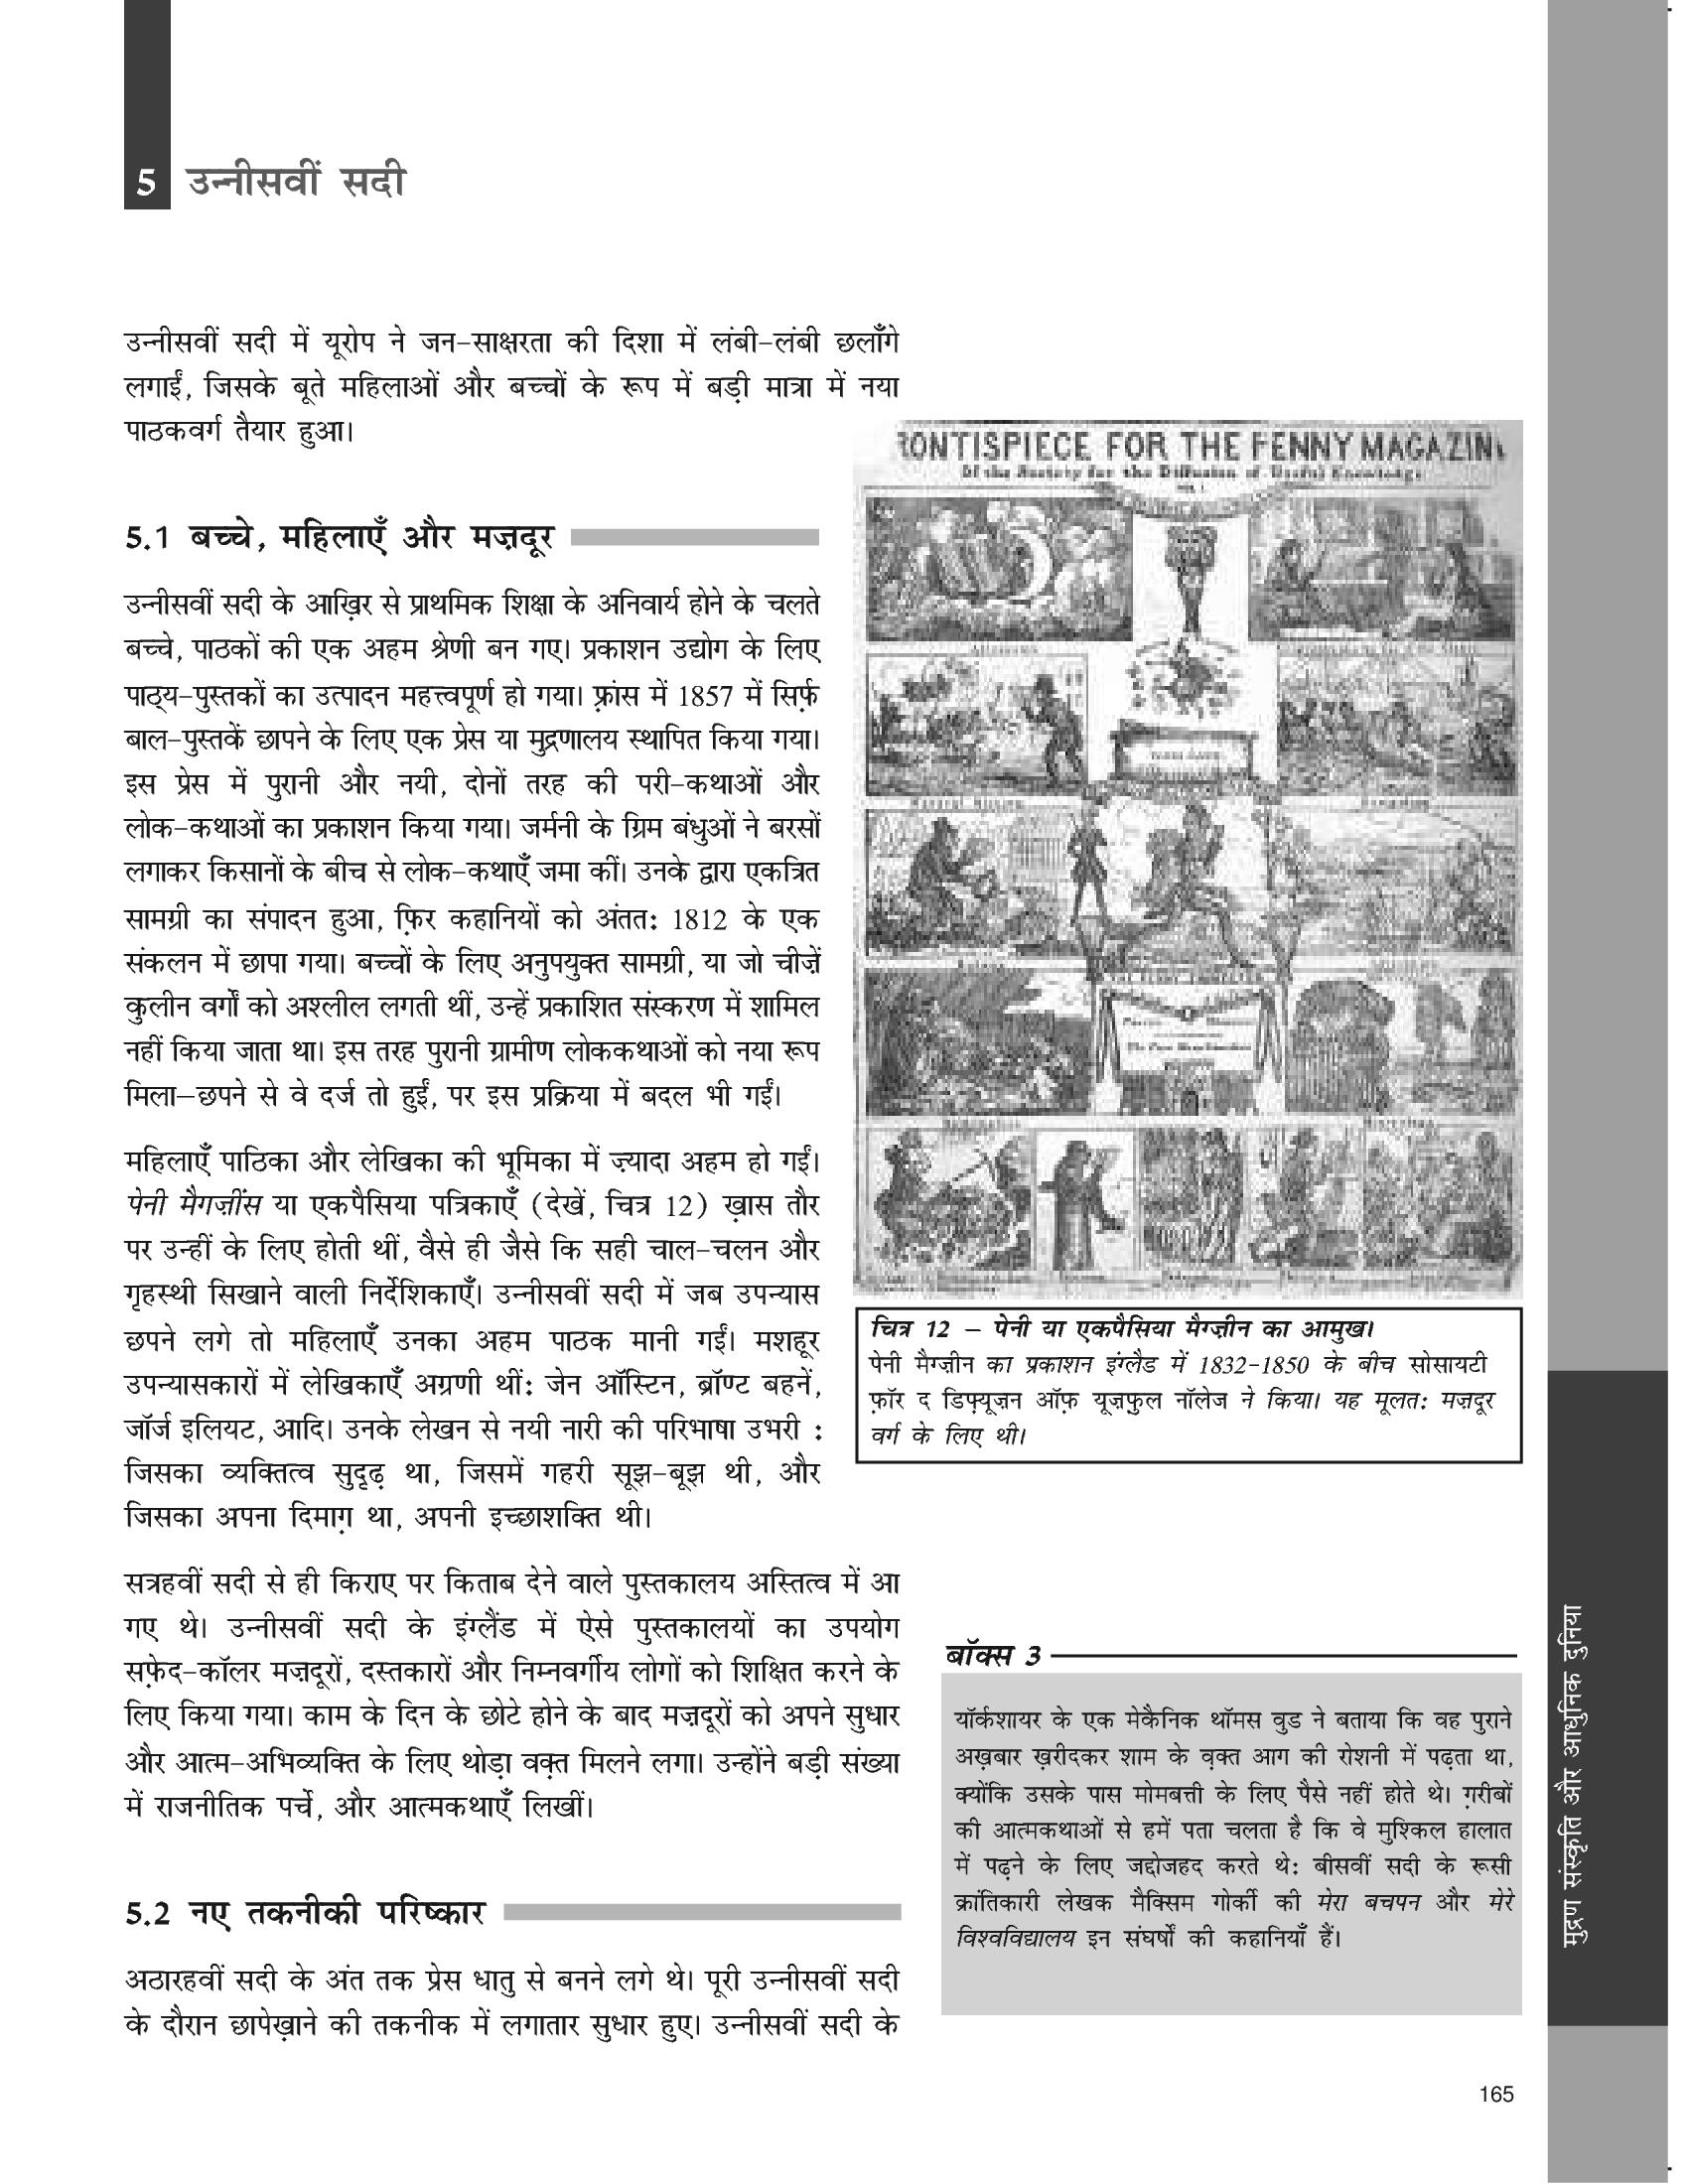 5 उन्नीसवीं सदी
उन्नीसवीं सदी में यूरोप ने जन-साक्षरता की दिशा में लंबी-लंबी छलाँगे
लगाईं, जिसके बूते महिलाओं और बच्चों के रूप में बड़ी मात्रा में नया
पाठकवर्ग तैयार हुआ।
5.1 बच्चे, महिलाएँ और मज़दूर
उन्नीसवीं सदी के आख़िर से प्राथमिक शिक्षा के अनिवार्य होने के चलते
बच्चे, पाठकों की एक अहम श्रेणी बन गए। प्रकाशन उद्योग के लिए
पाठ्य-पुस्तकों का उत्पादन महत्त्वपूर्ण हो गया। फ़्रांस में 1857 में सिर्फ़
बाल-पुस्तकें छापने के लिए एक प्रेस या मुद्रणालय स्थापित किया गया।
इस प्रेस में पुरानी और नयी, दोनों तरह की परी-कथाओं और
लोक-कथाओं का प्रकाशन किया गया। जर्मनी के ग्रिम बंधुओं ने बरसों
लगाकर किसानों के बीच से लोक-कथाएँ जमा कीं। उनके द्वारा एकत्रित
सामग्री का संपादन हुआ, फ़िर कहानियों को अंततः 1812 के एक
संकलन में छापा गया। बच्चों के लिए अनुपयुक्त सामग्री, या जो चीज़ें
कुलीन वर्गों को अश्लील लगती थीं, उन्हें प्रकाशित संस्करण में शामिल
नहीं किया जाता था। इस तरह पुरानी ग्रामीण लोककथाओं को नया रूप
मिला—छपने से वे दर्ज तो हुईं, पर इस प्रक्रिया में बदल भी गईं।
महिलाएँ पाठिका और लेखिका की भूमिका में ज़्यादा अहम हो गईं।
पेनी मैगज़ींस या एकपैसिया पत्रिकाएँ (देखें, चित्र 12) ख़ास तौर
पर उन्हीं के लिए होती थीं, वैसे ही जैसे कि सही चाल-चलन और
गृहस्थी सिखाने वाली निर्देशिकाएँ। उन्नीसवीं सदी में जब उपन्यास
छपने लगे तो महिलाएँ उनका अहम पाठक मानी गईं। मशहूर
उपन्यासकारों में लेखिकाएँ अग्रणी थीं: जेन ऑस्टिन, ब्रॉण्ट बहनें,
जॉर्ज इलियट, आदि। उनके लेखन से नयी नारी की परिभाषा उभरी :
जिसका व्यक्तित्व सुदृढ़ था, जिसमें गहरी सूझ-बूझ थी, और
जिसका अपना दिमाग़ था, अपनी इच्छाशक्ति थी।
सत्रहवीं सदी से ही किराए पर किताब देने वाले पुस्तकालय अस्तित्व में आ
गए थे। उन्नीसवीं सदी के इंग्लैंड में ऐसे पुस्तकालयों का उपयोग
सफ़ेद-कॉलर मज़दूरों, दस्तकारों और निम्नवर्गीय लोगों को शिक्षित करने के
लिए किया गया। काम के दिन के छोटे होने के बाद मज़दूरों को अपने सुधार
और आत्म-अभिव्यक्ति के लिए थोड़ा वक़्त मिलने लगा। उन्होंने बड़ी संख्या
में राजनीतिक पर्चे, और आत्मकथाएँ लिखीं।
5.2 नए तकनीकी परिष्कार
अठारहवीं सदी के अंत तक प्रेस धातु से बनने लगे थे। पूरी उन्नीसवीं सदी
के दौरान छापेख़ाने की तकनीक में लगातार सुधार हुए। उन्नीसवीं सदी के
RONTISPIECE FOR THE PENNY MAGAZIN
Of the Society for the Diffusion of Useful Knowledge
चित्र 12 – पेनी या एकपैसिया मैग्ज़ीन का आमुख।
पेनी मैग्ज़ीन का प्रकाशन इंग्लैड में 1832-1850 के बीच सोसायटी
फ़ॉर द डिफ्यूज़न ऑफ़ यूज़फुल नॉलेज ने किया। यह मूलतः मज़दूर
वर्ग के लिए थी।
बॉक्स 3
यॉर्कशायर के एक मेकैनिक थॉमस वुड ने बताया कि वह पुराने
अख़बार ख़रीदकर शाम के वक़्त आग की रोशनी में पढ़ता था,
क्योंकि उसके पास मोमबत्ती के लिए पैसे नहीं होते थे। ग़रीबों
की आत्मकथाओं से हमें पता चलता है कि वे मुश्किल हालात
में पढ़ने के लिए जद्दोजहद करते थे: बीसवीं सदी के रूसी
क्रांतिकारी लेखक मैक्सिम गोर्की की मेरा बचपन और मेरे
विश्वविद्यालय इन संघर्षों की कहानियाँ हैं।
मुद्रण संस्कृति और आधुनिक दुनिया
165